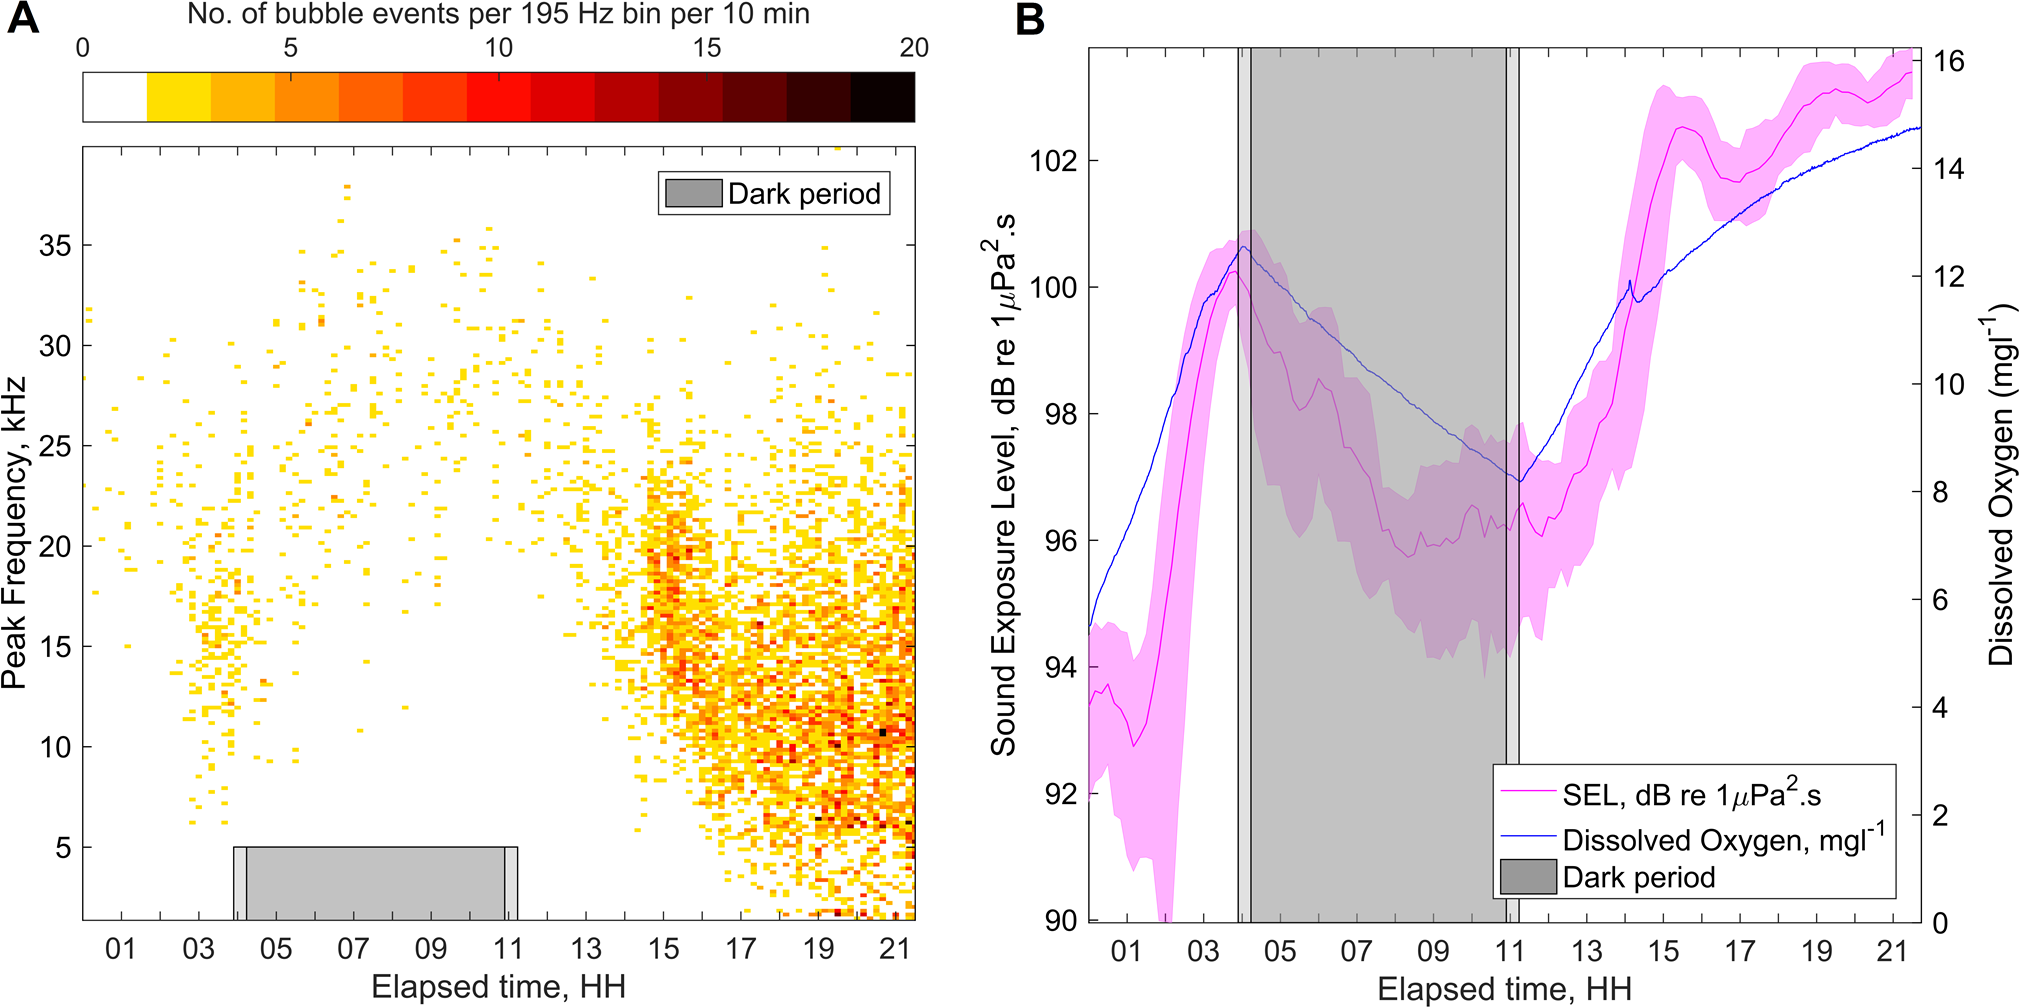 A
No. of bubble events per 195 Hz bin per 10 min
0 5 10 15 20
Dark period
Peak Frequency, kHz
35
30
25
20
15
10
5
01 03 05 07 09 11 13 15 17 19 21
Elapsed time, HH
B
Sound Exposure Level, dB re 1μPa².s
102
100
98
96
94
92
90
16
14
12
10
8
6
4
2
0
Dissolved Oxygen (mgl⁻¹)
SEL, dB re 1μPa².s
Dissolved Oxygen, mgl⁻¹
Dark period
01 03 05 07 09 11 13 15 17 19 21
Elapsed time, HH